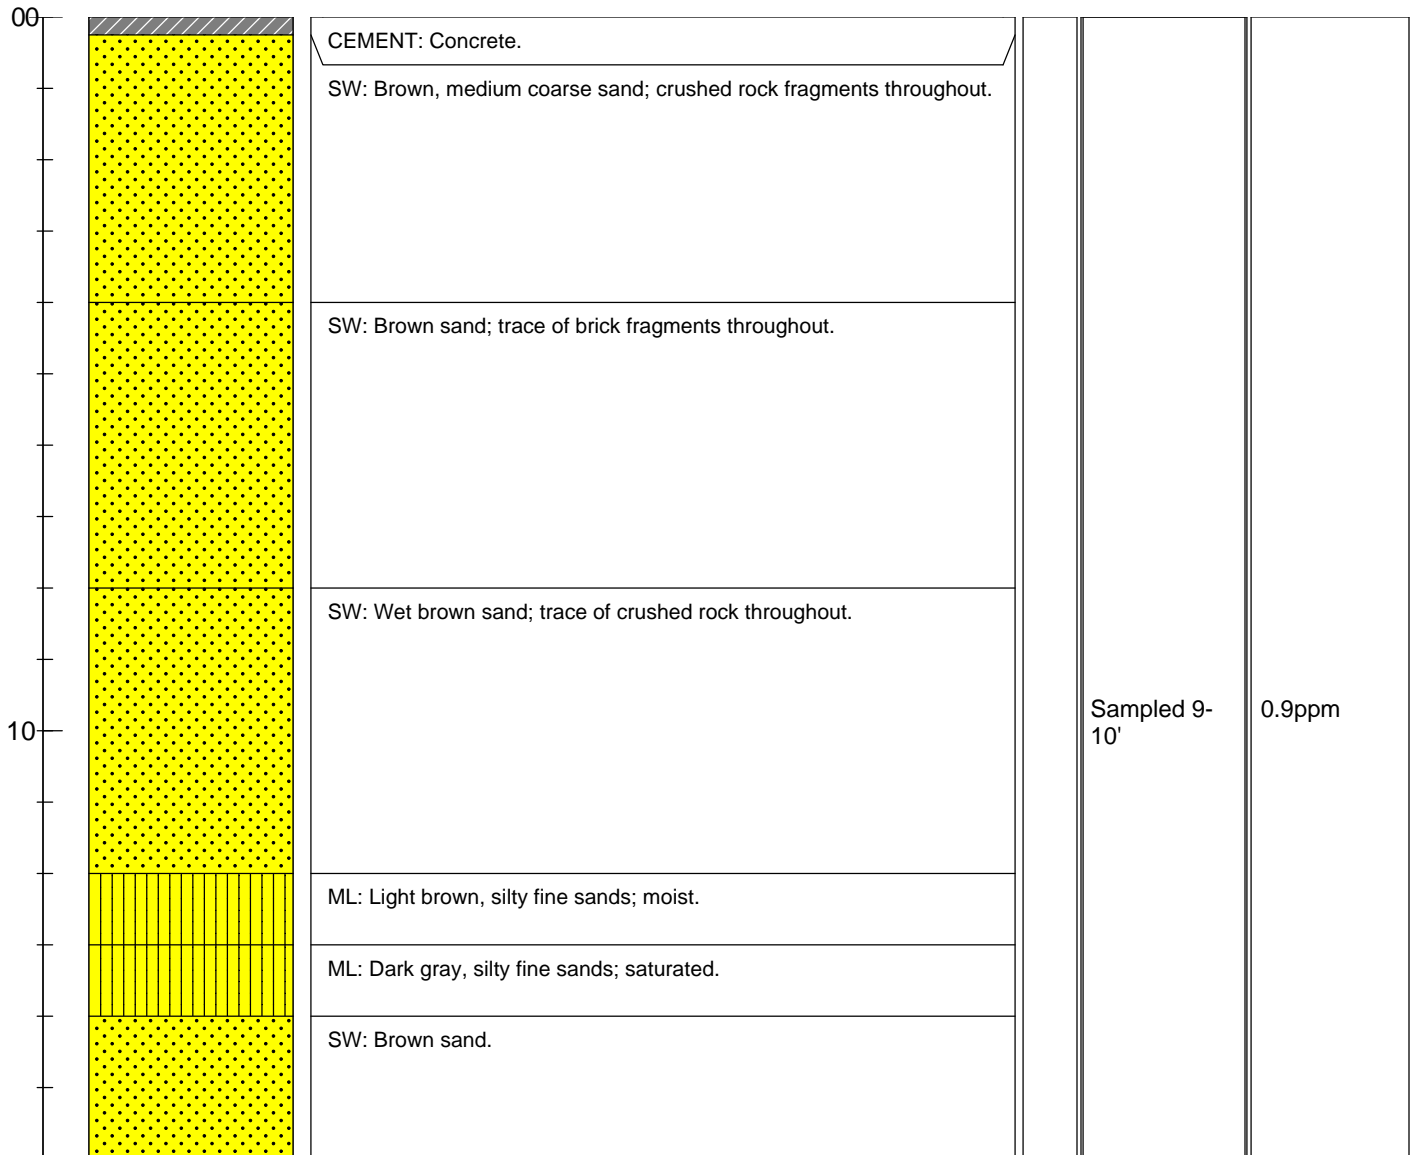 00
CEMENT: Concrete.
SW: Brown, medium coarse sand; crushed rock fragments throughout.
SW: Brown sand; trace of brick fragments throughout.
SW: Wet brown sand; trace of crushed rock throughout.
10
Sampled 9-
10'
0.9ppm
ML: Light brown, silty fine sands; moist.
ML: Dark gray, silty fine sands; saturated.
SW: Brown sand.